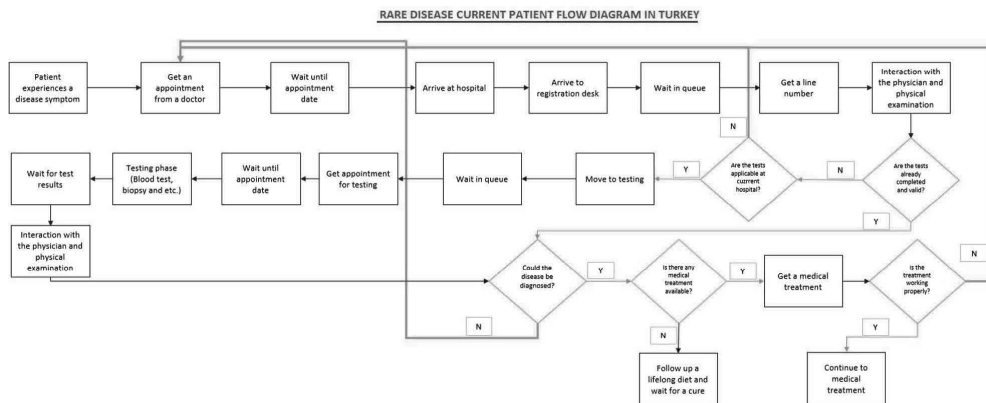 RARE DISEASE CURRENT PATIENT FLOW DIAGRAM IN TURKEY
Patient
experiences a
disease symptom
Get an
appointment
from a doctor
Wait until
appointment
date
Arrive at hospital
Arrive to
registration desk
Wait in queue
Get a line
number
Interaction with
the physician and
physical
examination
N
Wait for test
results
Testing phase
(Blood test,
biopsy and etc.)
Wait until
appointment
date
Get appointment
for testing
Wait in queue
Move to testing
Y
Are the tests
applicable at
cuzrrent
hospital?
N
Are the tests
already
completed
and valid?
Y
Interaction with
the physician and
physical
examination
Could the
disease be
diagnosed?
Y
Is there any
medical
treatment
available?
Y
Get a medical
treatment
Is the
treatment
working
properly?
N
N
N
Y
Follow up a
lifelong diet and
wait for a cure
Continue to
medical
treatment